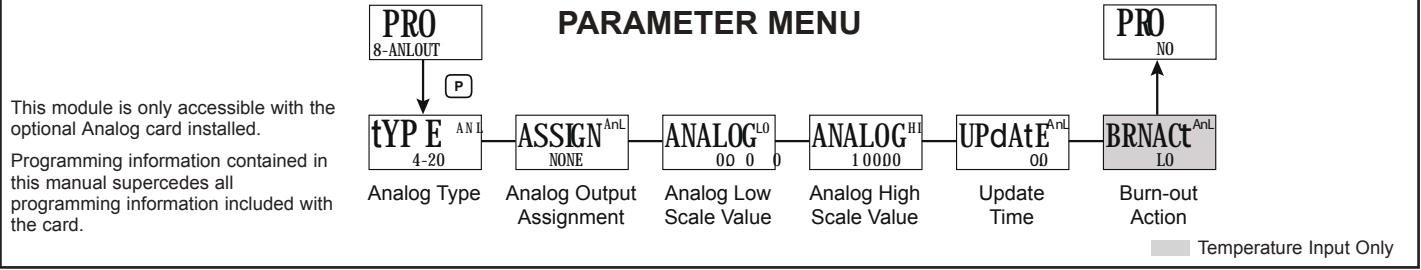 PARAMETER MENU
PRO
8-ANLOUT
P
PRO
NO
This module is only accessible with the
optional Analog card installed.
Programming information contained in
this manual supercedes all
programming information included with
the card.
tYPE ANL
4-20
ASSIGN AnL
NONE
ANALOG LO
00 0 0
ANALOG HI
10000
UPdAtE AnL
00
BRNACt AnL
LO
Analog Type
Analog Output
Assignment
Analog Low
Scale Value
Analog High
Scale Value
Update
Time
Burn-out
Action
Temperature Input Only